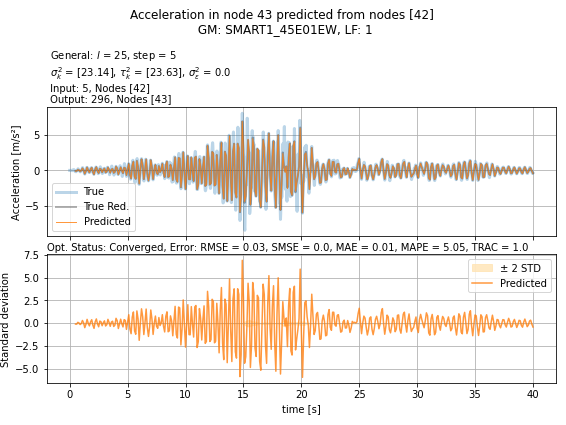 Acceleration in node 43 predicted from nodes [42]
GM: SMART1_45E01EW, LF: 1
General: l = 25, step = 5
σ²ₖ = [23.14], τ²ₖ = [23.63], σ²ε = 0.0
Input: 5, Nodes [42]
Output: 296, Nodes [43]
Acceleration [m/s²]
5
0
−5
True
True Red.
Predicted
Opt. Status: Converged, Error: RMSE = 0.03, SMSE = 0.0, MAE = 0.01, MAPE = 5.05, TRAC = 1.0
Standard deviation
7.5
5.0
2.5
0.0
−2.5
−5.0
± 2 STD
Predicted
0 5 10 15 20 25 30 35 40
time [s]